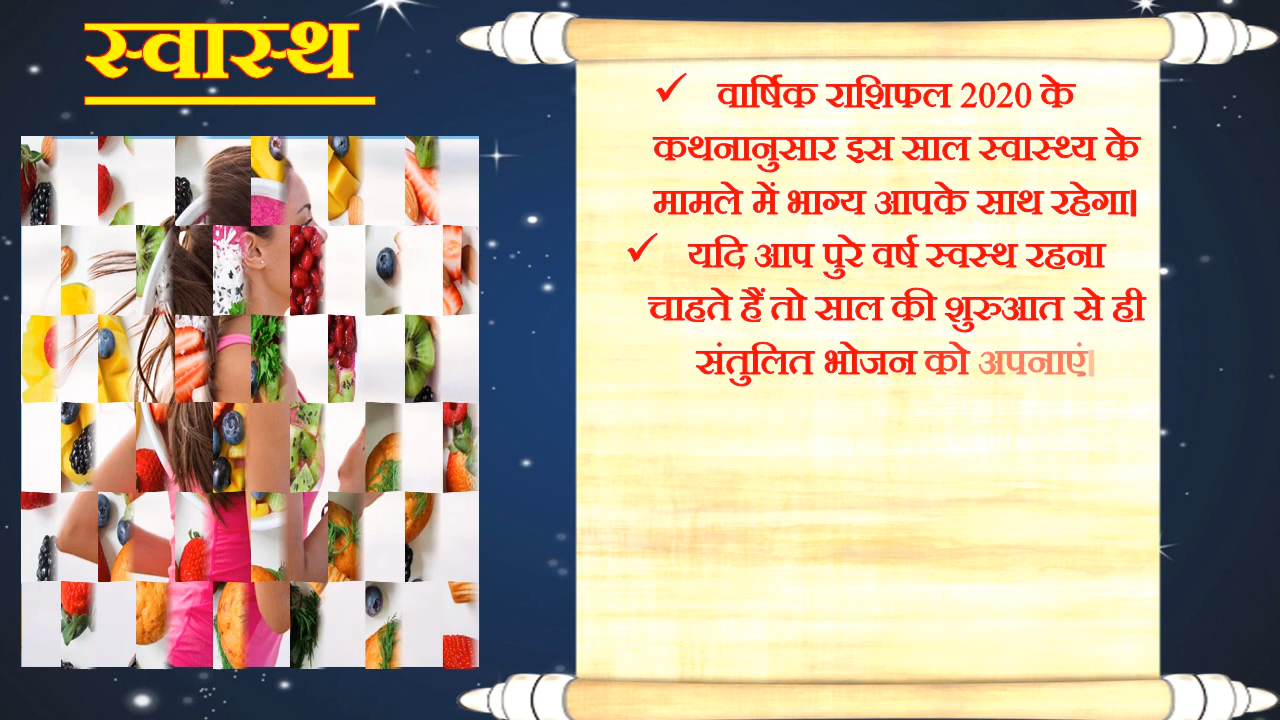 स्वास्थ
वार्षिक राशिफल 2020 के
कथनानुसार इस साल स्वास्थ्य के
मामले में भाग्य आपके साथ रहेगा।
यदि आप पुरे वर्ष स्वस्थ रहना
चाहते हैं तो साल की शुरुआत से ही
संतुलित भोजन को अपनाएं।